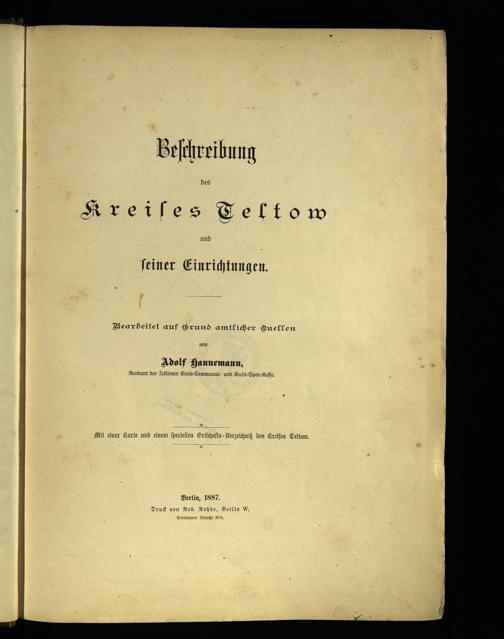 Beſchreibung
des
Kreiſes Teltow
und
ſeiner Einrichtungen.
Bearbeitet auf Grund amtlicher Quellen
von
Adolf Hannemann,
Rendant der Teltower Kreis-Communal- und Kreis-Spar-Kaſſe.
Mit einer Karte und einem ſpeciellen Ortſchafts-Verzeichniß des Kreiſes Teltow.
Berlin, 1887.
Druck von Rob. Rohde, Berlin W.
Potsdamer Straße